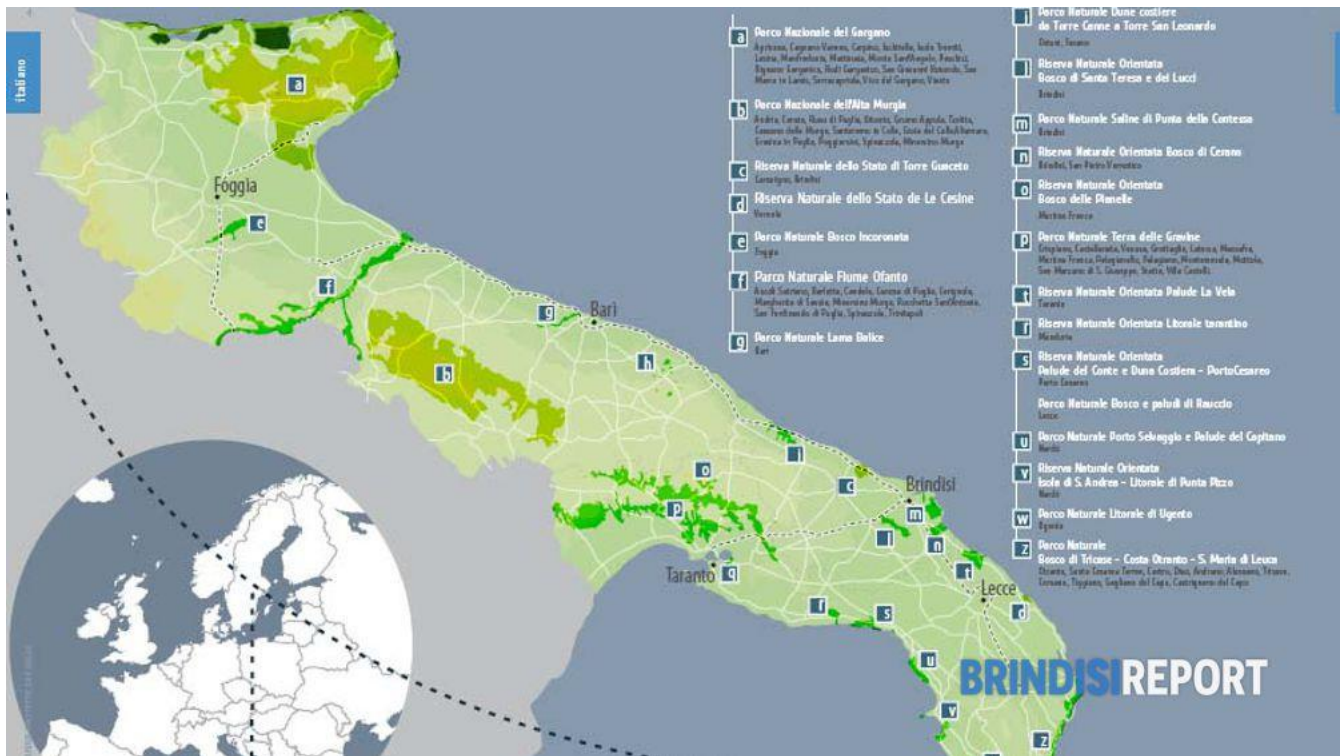 italiano
a
Foggia
e
f
g
Bari
b
h
i
o
c
Brindisi
p
m
l
n
Taranto
q
t
Lecce
d
r
s
u
v
z
a Parco Nazionale del Gargano
b Parco Nazionale dell'Alta Murgia
c Riserva Naturale dello Stato di Torre Guaceto
Carovigno, Brindisi
d Riserva Naturale dello Stato de Le Cesine
Vernole
e Parco Naturale Bosco Incoronata
Foggia
f Parco Naturale Fiume Ofanto
g Parco Naturale Lama Balice
Bari
i Parco Naturale Dune costiere
da Torre Canne a Torre San Leonardo
Ostuni, Fasano
Riserva Naturale Orientata
Bosco di Santa Teresa e dei Lucci
Brindisi
m Parco Naturale Saline di Punta della Contessa
Brindisi
n Riserva Naturale Orientata Bosco di Cerano
Brindisi, San Pietro Vernotico
o Riserva Naturale Orientata
Bosco delle Pianelle
Martina Franca
p Parco Naturale Terra delle Gravine
t Riserva Naturale Orientata Palude La Vela
Taranto
r Riserva Naturale Orientata Litorale tarantino
Manduria
s Riserva Naturale Orientata
Palude del Conte e Duna Costiera - PortoCesareo
Porto Cesareo
Parco Naturale Bosco e paludi di Rauccio
Lecce
u Parco Naturale Porto Selvaggio e Palude del Capitano
Nardò
v Riserva Naturale Orientata
Isola di S. Andrea - Litorale di Punta Pizzo
Nardò
w Parco Naturale Litorale di Ugento
Ugento
z Parco Naturale
Bosco di Tricase - Costa Otranto - S. Maria di Leuca
BRINDISIREPORT